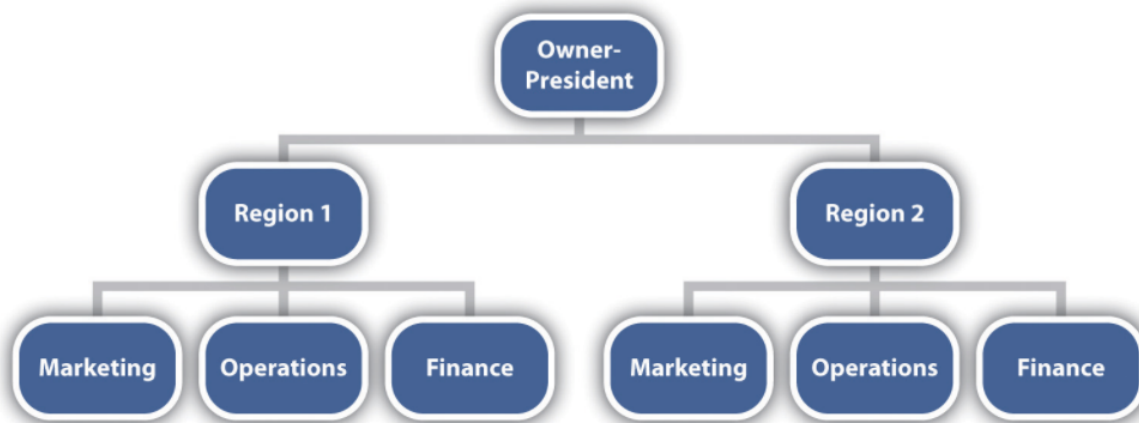 Owner-
President
Region 1
Region 2
Marketing
Operations
Finance
Marketing
Operations
Finance